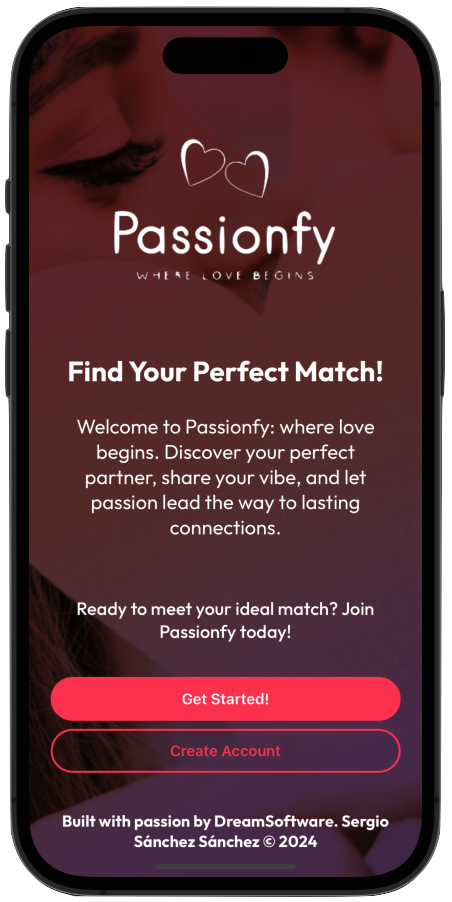 Passionfy
WHERE LOVE BEGINS
Find Your Perfect Match!
Welcome to Passionfy: where love
begins. Discover your perfect
partner, share your vibe, and let
passion lead the way to lasting
connections.
Ready to meet your ideal match? Join
Passionfy today!
Get Started!
Create Account
Built with passion by DreamSoftware. Sergio
Sánchez Sánchez © 2024